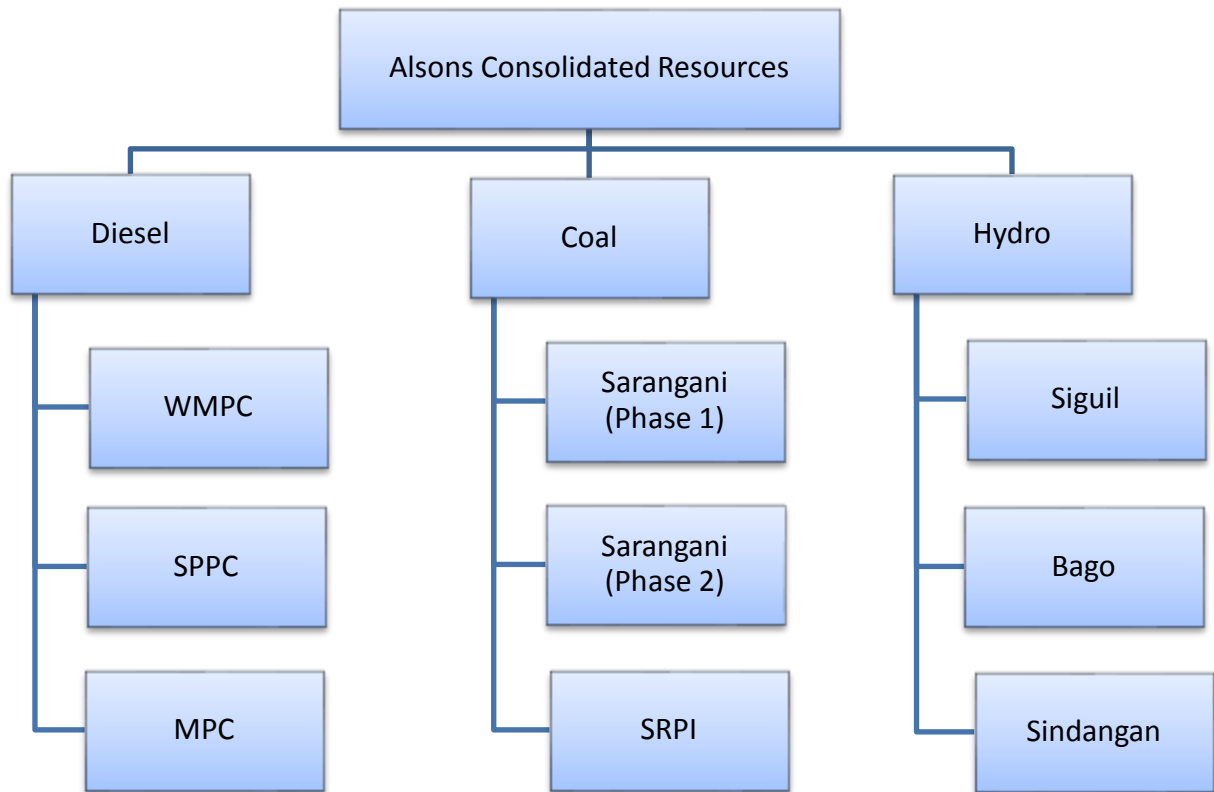 Alsons Consolidated Resources
Diesel
Coal
Hydro
WMPC
Sarangani
(Phase 1)
Siguil
SPPC
Sarangani
(Phase 2)
Bago
MPC
SRPI
Sindangan